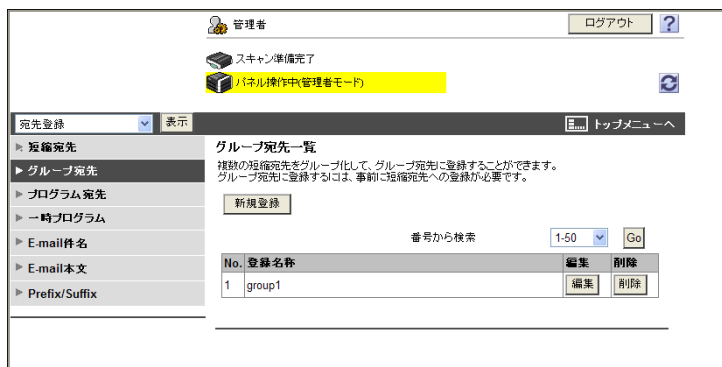 管理者
ログアウト
?
スキャン準備完了
パネル操作中(管理者モード)
宛先登録
表示
トップメニューへ
短縮宛先
グループ宛先
プログラム宛先
一時プログラム
E-mail件名
E-mail本文
Prefix/Suffix
グループ宛先一覧
複数の短縮宛先をグループ化して、グループ宛先に登録することができます。
グループ宛先に登録するには、事前に短縮宛先への登録が必要です。
新規登録
番号から検索 1-50 Go
No. 登録名称 編集 削除
1 group1 編集 削除